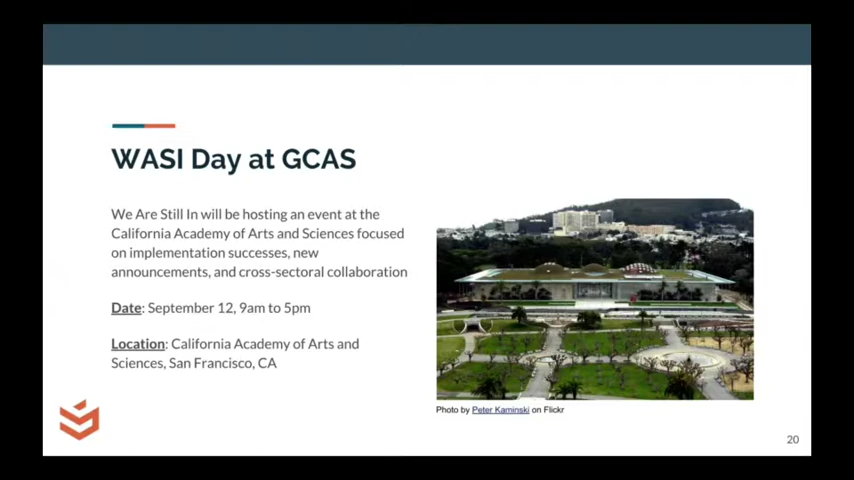 WASI Day at GCAS
We Are Still In will be hosting an event at the
California Academy of Arts and Sciences focused
on implementation successes, new
announcements, and cross-sectoral collaboration
Date: September 12, 9am to 5pm
Location: California Academy of Arts and
Sciences, San Francisco, CA
Photo by Peter Kaminski on Flickr
20